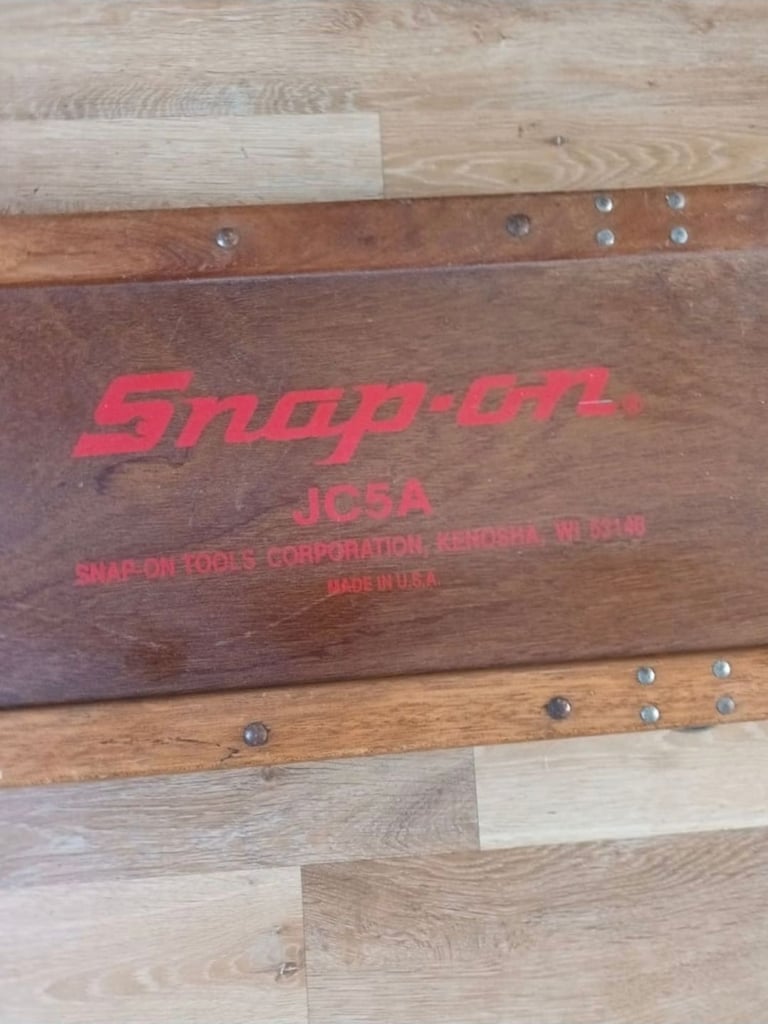 Snap-on®
JC5A
SNAP-ON TOOLS CORPORATION, KENOSHA, WI 53140
MADE IN U.S.A.